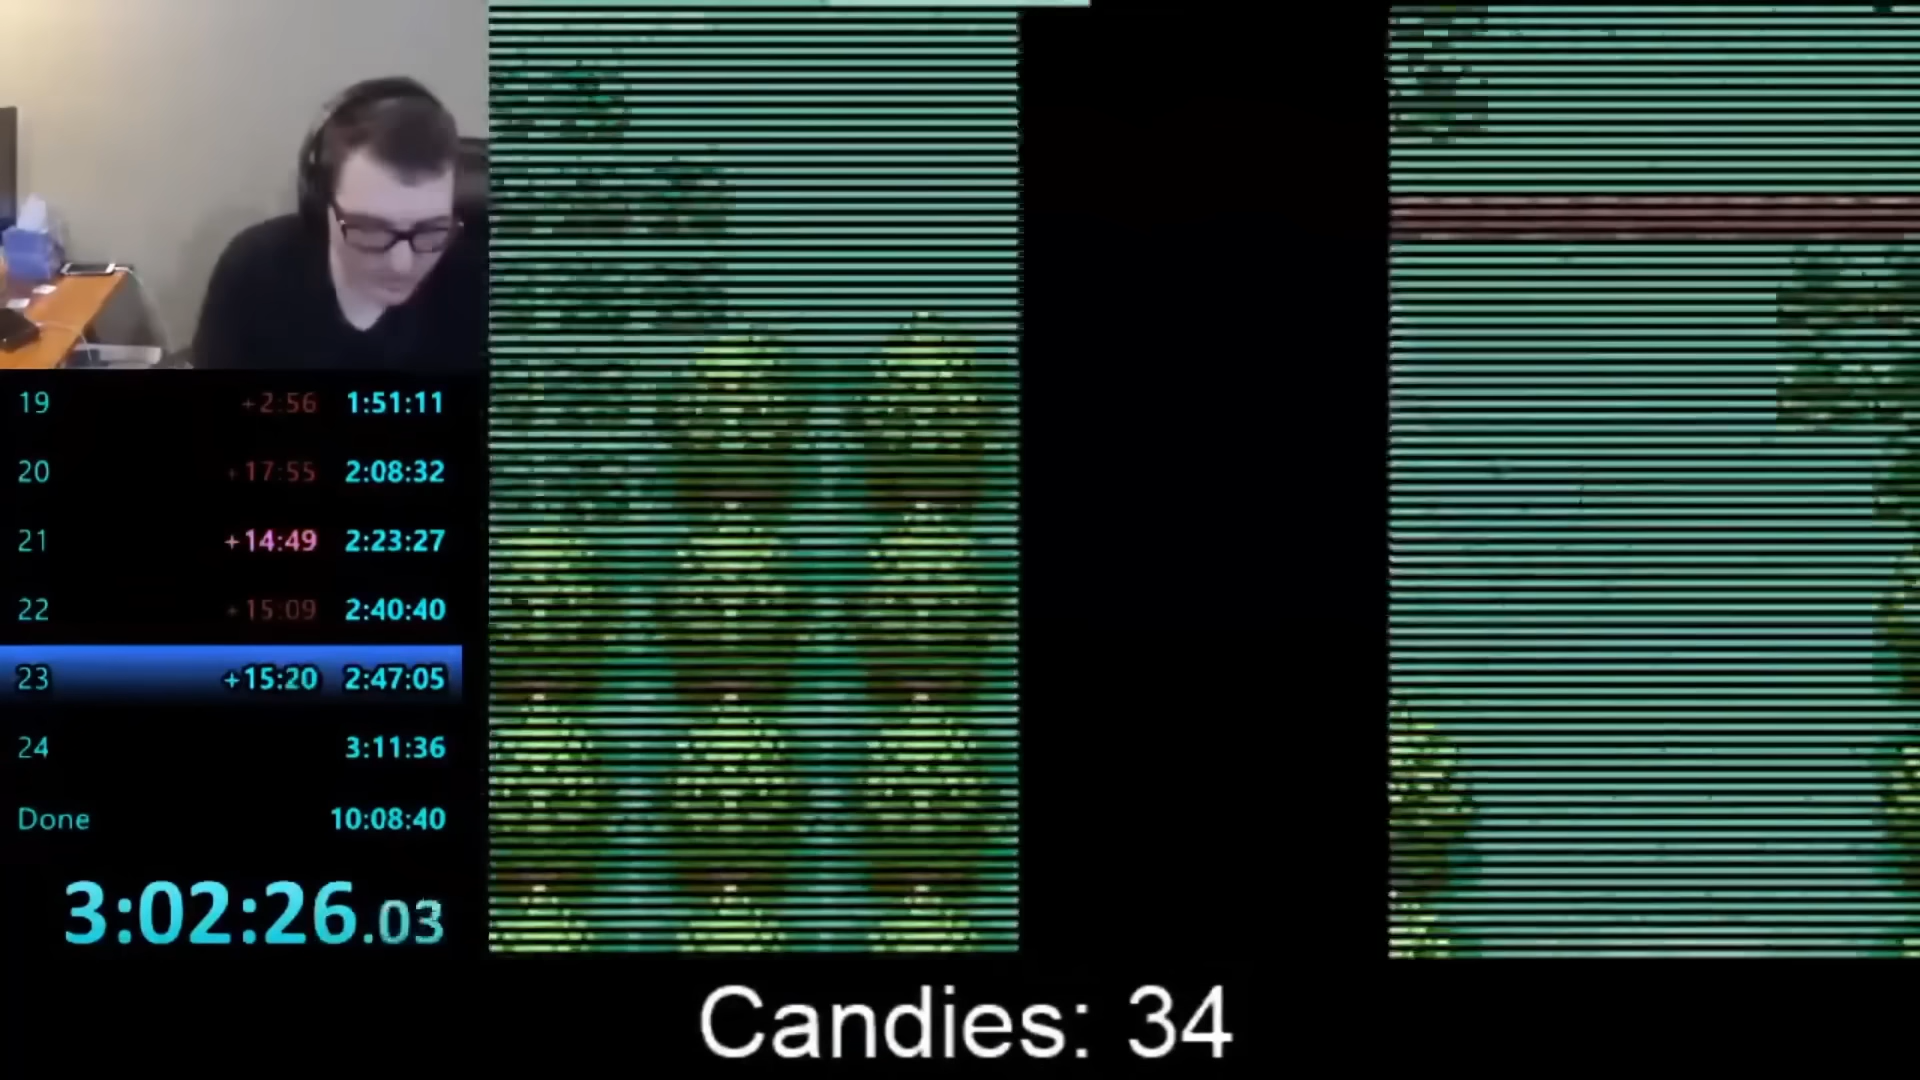 19 +2:56 1:51:11
20 +17:55 2:08:32
21 +14:49 2:23:27
22 +15:09 2:40:40
23 +15:20 2:47:05
24 3:11:36
Done 10:08:40
3:02:26.03
Candies: 34